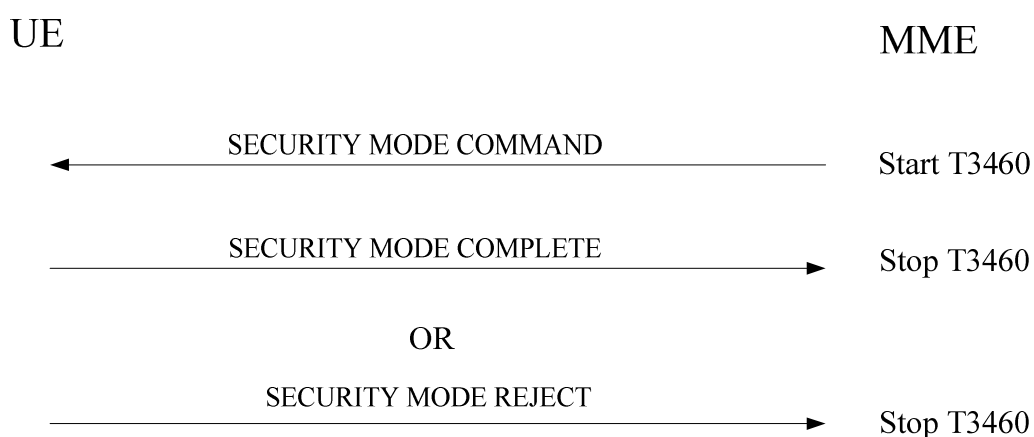 UE
MME
SECURITY MODE COMMAND
Start T3460
SECURITY MODE COMPLETE
Stop T3460
OR
SECURITY MODE REJECT
Stop T3460